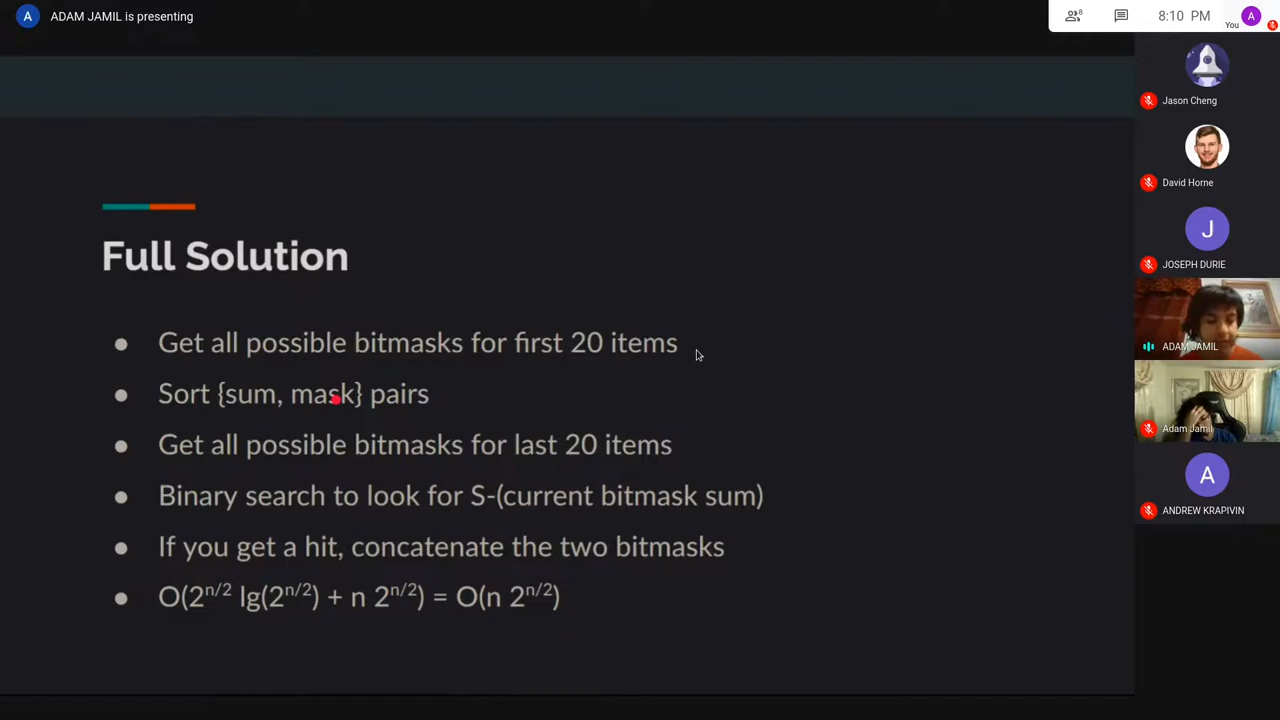 A ADAM JAMIL is presenting
8 8:10 PM You A
Jason Cheng
David Horne
J
JOSEPH DURIE
ADAM JAMIL
Adam Jamil
A
ANDREW KRAPIVIN
Full Solution
● Get all possible bitmasks for first 20 items
● Sort {sum, mask} pairs
● Get all possible bitmasks for last 20 items
● Binary search to look for S-(current bitmask sum)
● If you get a hit, concatenate the two bitmasks
● O(2^n/2 lg(2^n/2) + n 2^n/2) = O(n 2^n/2)